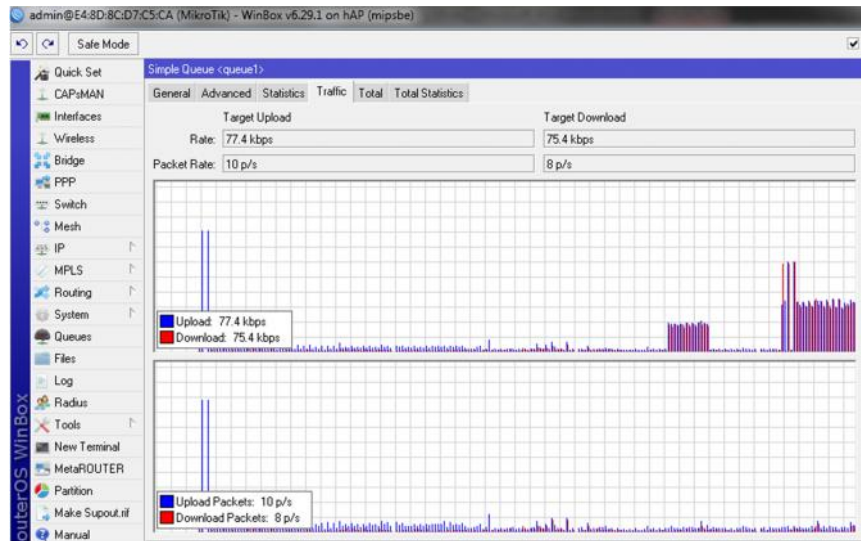 admin@E4:8D:8C:D7:C5:CA (MikroTik) - WinBox v6.29.1 on hAP (mipsbe)
Safe Mode
Quick Set
CAPsMAN
Interfaces
Wireless
Bridge
PPP
Switch
Mesh
IP
MPLS
Routing
System
Queues
Files
Log
Radius
Tools
New Terminal
MetaROUTER
Partition
Make Supout.rif
Manual
outerOS WinBox
Simple Queue <queue1>
General Advanced Statistics Traffic Total Total Statistics
Target Upload Target Download
Rate: 77.4 kbps 75.4 kbps
Packet Rate: 10 p/s 8 p/s
Upload: 77.4 kbps
Download: 75.4 kbps
Upload Packets: 10 p/s
Download Packets: 8 p/s